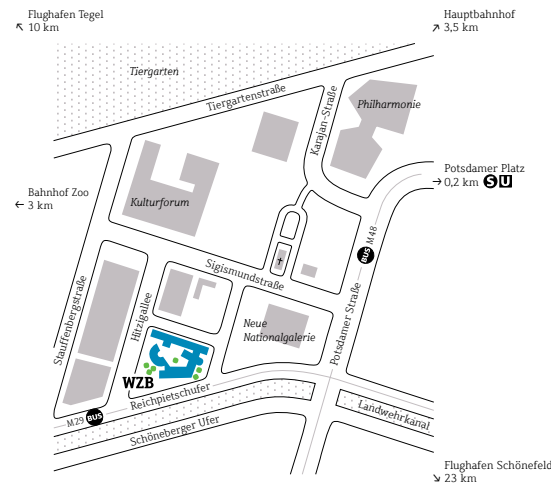 Flughafen Tegel
↖ 10 km
Hauptbahnhof
↗ 3,5 km
Tiergarten
Tiergartenstraße
Karajan-Straße
Philharmonie
Potsdamer Platz
→ 0,2 km S U
Bahnhof Zoo
← 3 km
Kulturforum
BUS M48
Sigismundstraße
Stauffenbergstraße
Hitzigallee
Neue
Nationalgalerie
Potsdamer Straße
WZB
Reichpietschufer
M29 BUS
Landwehrkanal
Schöneberger Ufer
Flughafen Schönefeld
↘ 23 km